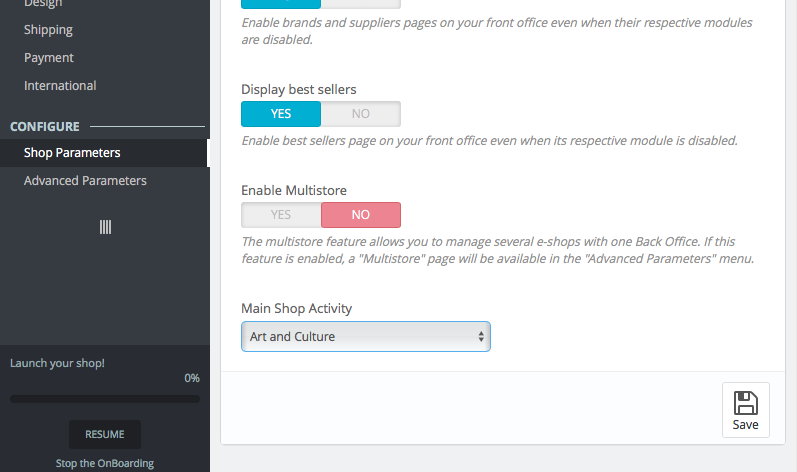 Design
Shipping
Payment
International
CONFIGURE
Shop Parameters
Advanced Parameters
Launch your shop!
0%
RESUME
Stop the OnBoarding
Enable brands and suppliers pages on your front office even when their respective modules
are disabled.
Display best sellers
YES NO
Enable best sellers page on your front office even when its respective module is disabled.
Enable Multistore
YES NO
The multistore feature allows you to manage several e-shops with one Back Office. If this
feature is enabled, a "Multistore" page will be available in the "Advanced Parameters" menu.
Main Shop Activity
Art and Culture
Save